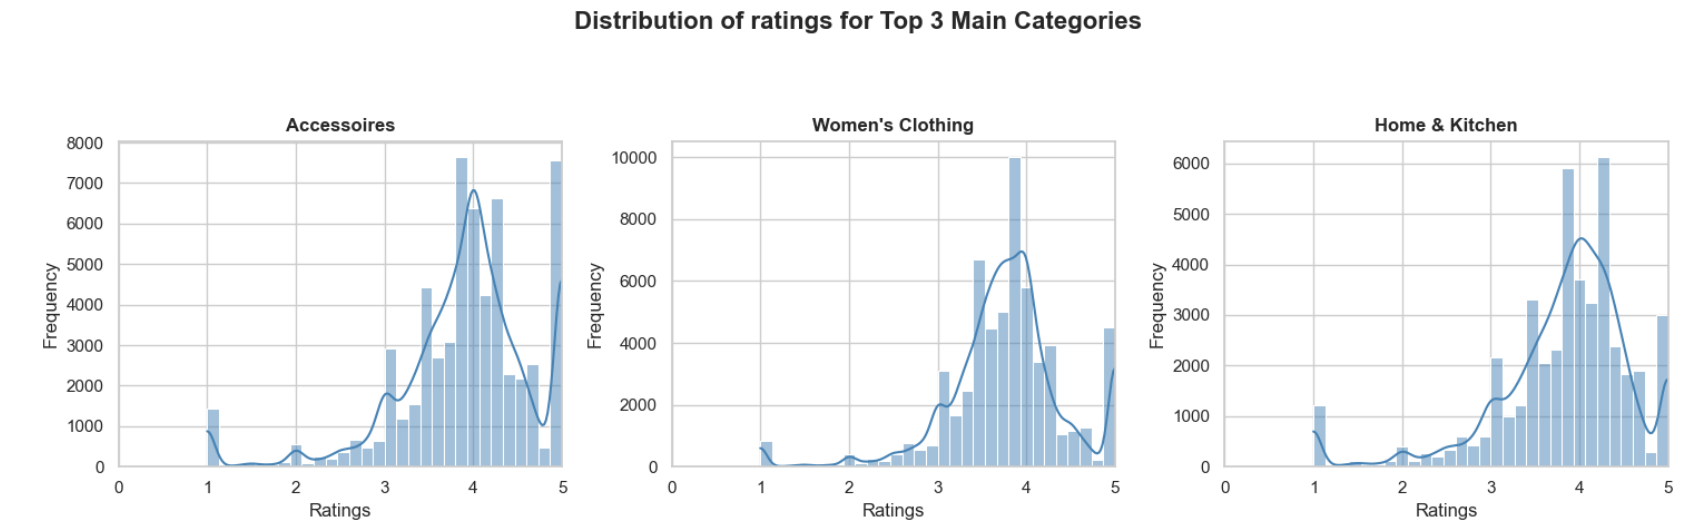 Distribution of ratings for Top 3 Main Categories
Accessoires
8000
7000
6000
5000
4000
3000
2000
1000
0
Frequency
0 1 2 3 4 5
Ratings
Women's Clothing
10000
8000
6000
4000
2000
0
Frequency
0 1 2 3 4 5
Ratings
Home & Kitchen
6000
5000
4000
3000
2000
1000
0
Frequency
0 1 2 3 4 5
Ratings